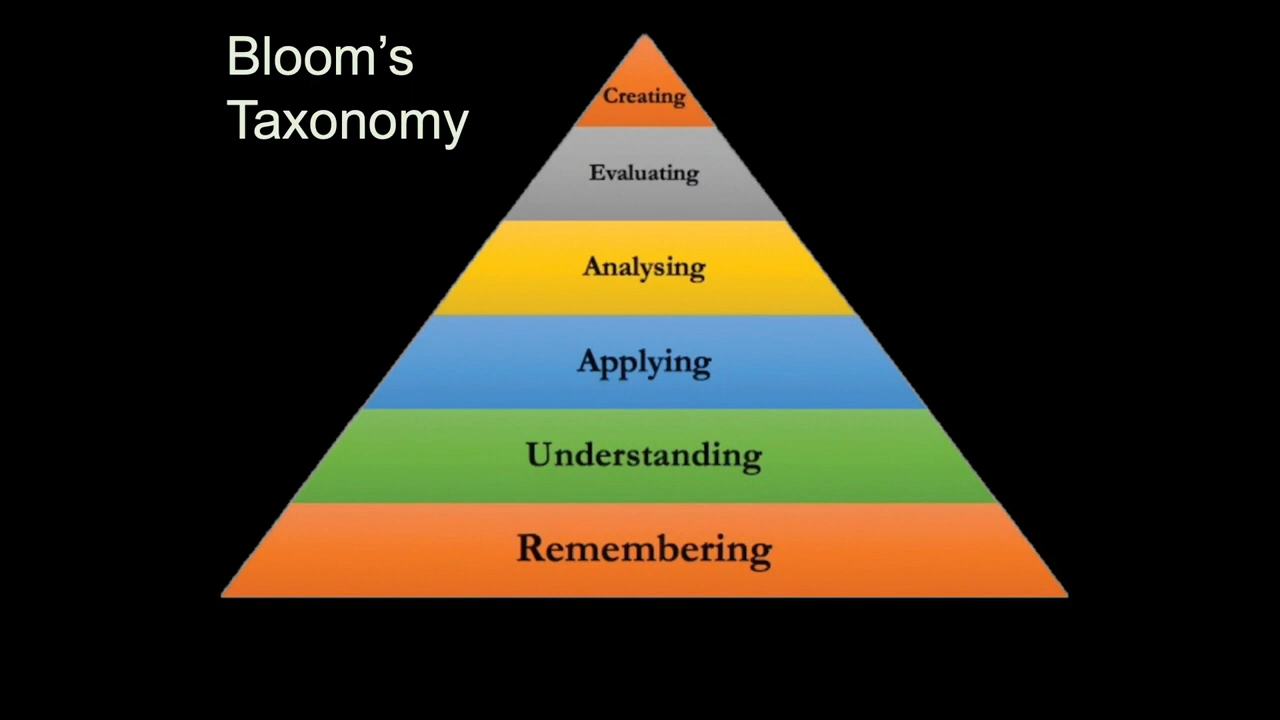 Bloom’s
Taxonomy
Creating
Evaluating
Analysing
Applying
Understanding
Remembering